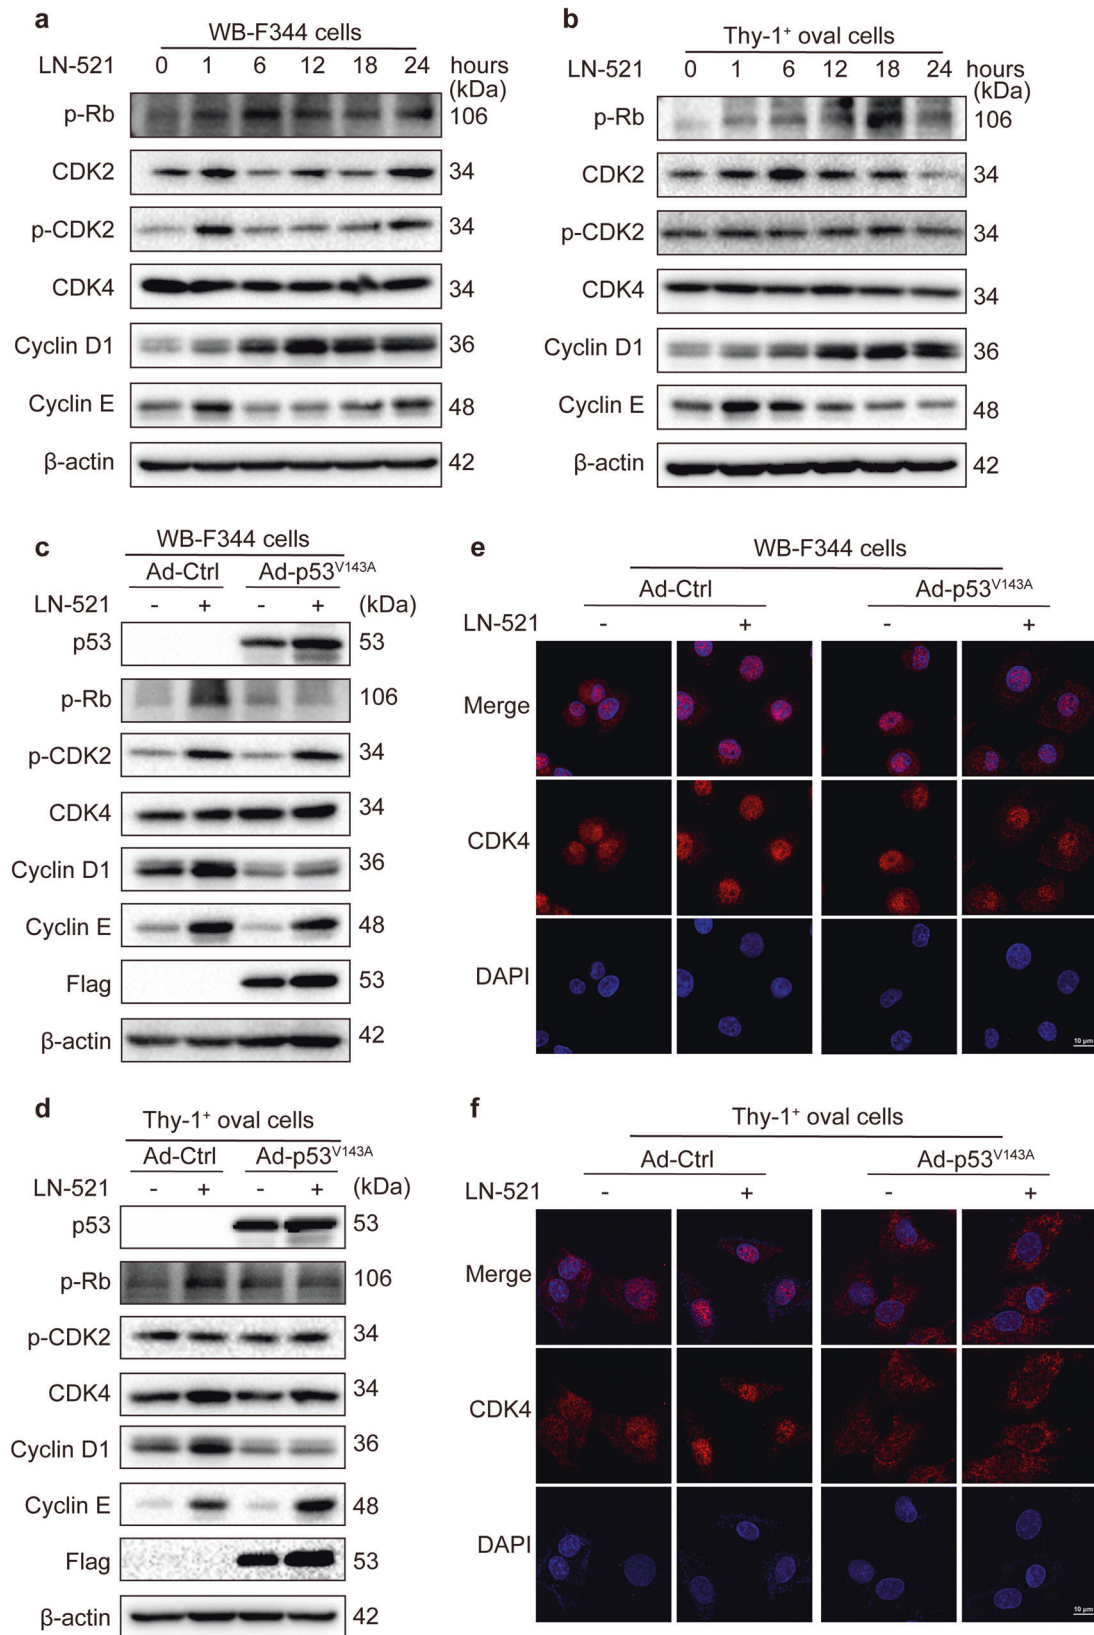 a
WB-F344 cells
LN-521 0 1 6 12 18 24 hours
(kDa)
p-Rb 106
CDK2 34
p-CDK2 34
CDK4 34
Cyclin D1 36
Cyclin E 48
β-actin 42
b
Thy-1+ oval cells
LN-521 0 1 6 12 18 24 hours
(kDa)
p-Rb 106
CDK2 34
p-CDK2 34
CDK4 34
Cyclin D1 36
Cyclin E 48
β-actin 42
c
WB-F344 cells
Ad-Ctrl Ad-p53V143A
LN-521 - + - + (kDa)
p53 53
p-Rb 106
p-CDK2 34
CDK4 34
Cyclin D1 36
Cyclin E 48
Flag 53
β-actin 42
e
WB-F344 cells
Ad-Ctrl Ad-p53V143A
LN-521 - + - +
Merge
CDK4
DAPI
10 μm
d
Thy-1+ oval cells
Ad-Ctrl Ad-p53V143A
LN-521 - + - + (kDa)
p53 53
p-Rb 106
p-CDK2 34
CDK4 34
Cyclin D1 36
Cyclin E 48
Flag 53
β-actin 42
f
Thy-1+ oval cells
Ad-Ctrl Ad-p53V143A
LN-521 - + - +
Merge
CDK4
DAPI
10 μm